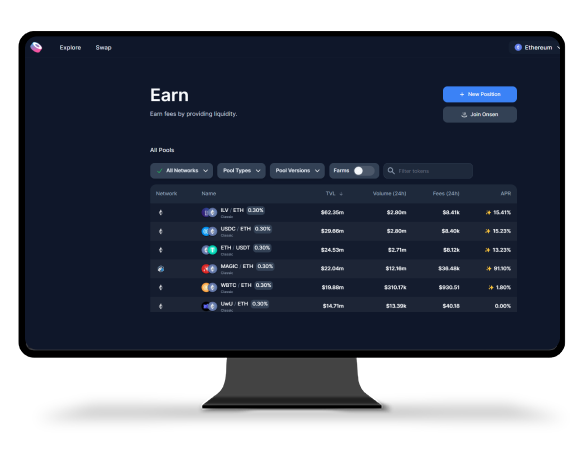 Explore Swap Ethereum
Earn
Earn fees by providing liquidity.
+ New Position
Join Onsen
All Pools
All Networks Pool Types Pool Versions Farms Filter tokens
Network Name TVL Volume (24h) Fees (24h) APR
ILV / ETH 0.30% $62.35m $2.80m $8.41k 15.41%
Classic
USDC / ETH 0.30% $29.66m $2.80m $8.40k 15.23%
Classic
ETH / USDT 0.30% $24.53m $2.71m $8.12k 13.23%
Classic
MAGIC / ETH 0.30% $22.04m $12.16m $36.48k 91.10%
Classic
WBTC / ETH 0.30% $19.88m $310.17k $930.51 1.80%
Classic
UwU / ETH 0.30% $14.71m $13.39k $40.18 0.00%
Classic